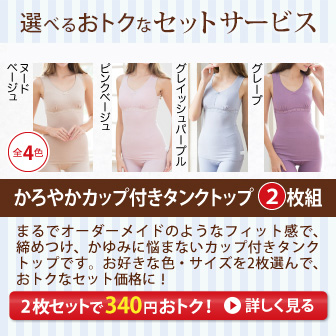 選べるおトクなセットサービス
ヌード
ベージュ
ピンクベージュ
グレイッシュパープル
グレープ
全4色
かろやかカップ付きタンクトップ 2枚組
まるでオーダーメイドのようなフィット感で、
締めつけ、かゆみに悩まないカップ付きタンク
トップです。お好きな色・サイズを2枚選んで、
おトクなセット価格に!
2枚セットで340円おトク! 詳しく見る